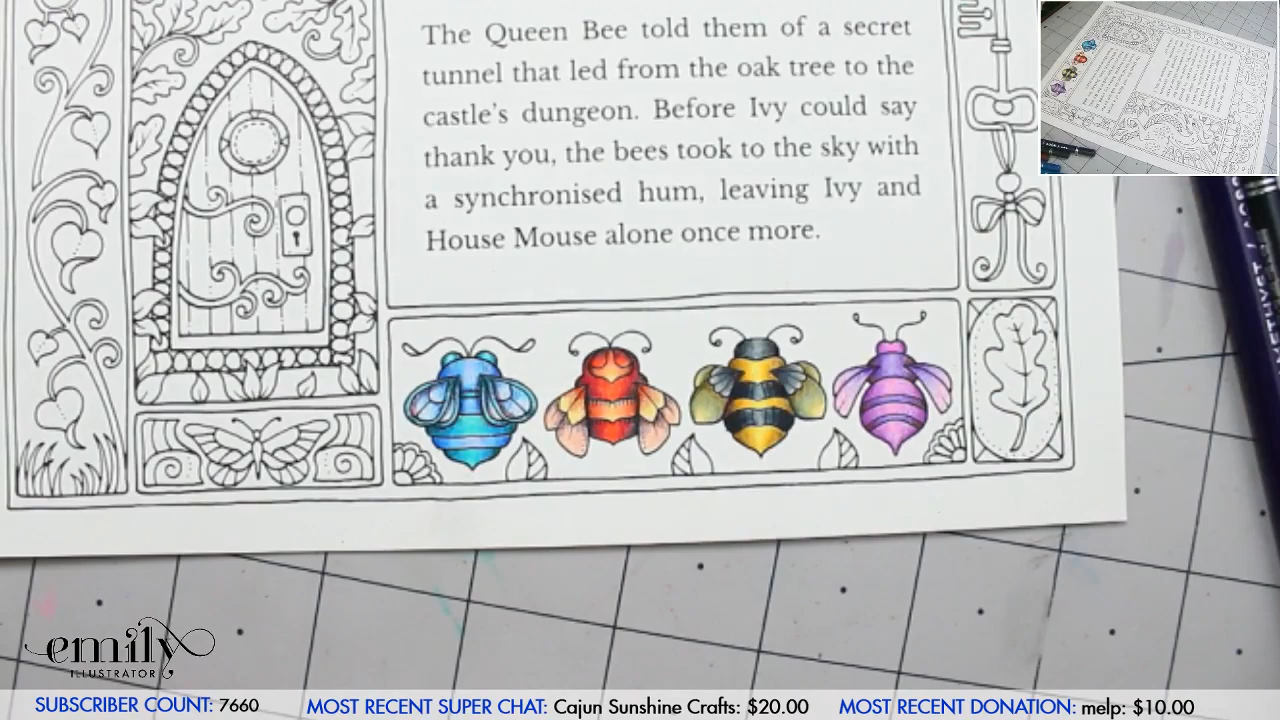 The Queen Bee told them of a secret
tunnel that led from the oak tree to the
castle's dungeon. Before Ivy could say
thank you, the bees took to the sky with
a synchronised hum, leaving Ivy and
House Mouse alone once more.
emily
ILLUSTRATOR
SUBSCRIBER COUNT: 7660
MOST RECENT SUPER CHAT: Cajun Sunshine Crafts: $20.00
MOST RECENT DONATION: melp: $10.00